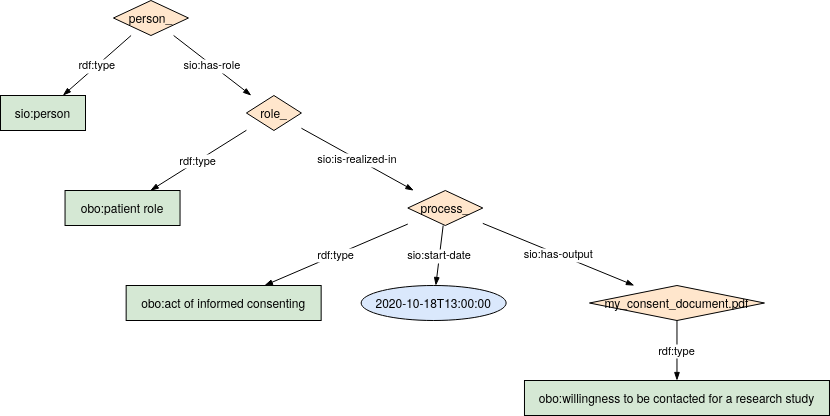 person_
rdf:type
sio:has-role
sio:person
role_
rdf:type
sio:is-realized-in
obo:patient role
process_
rdf:type
sio:start-date
sio:has-output
obo:act of informed consenting
2020-10-18T13:00:00
my_consent_document.pdf
rdf:type
obo:willingness to be contacted for a research study